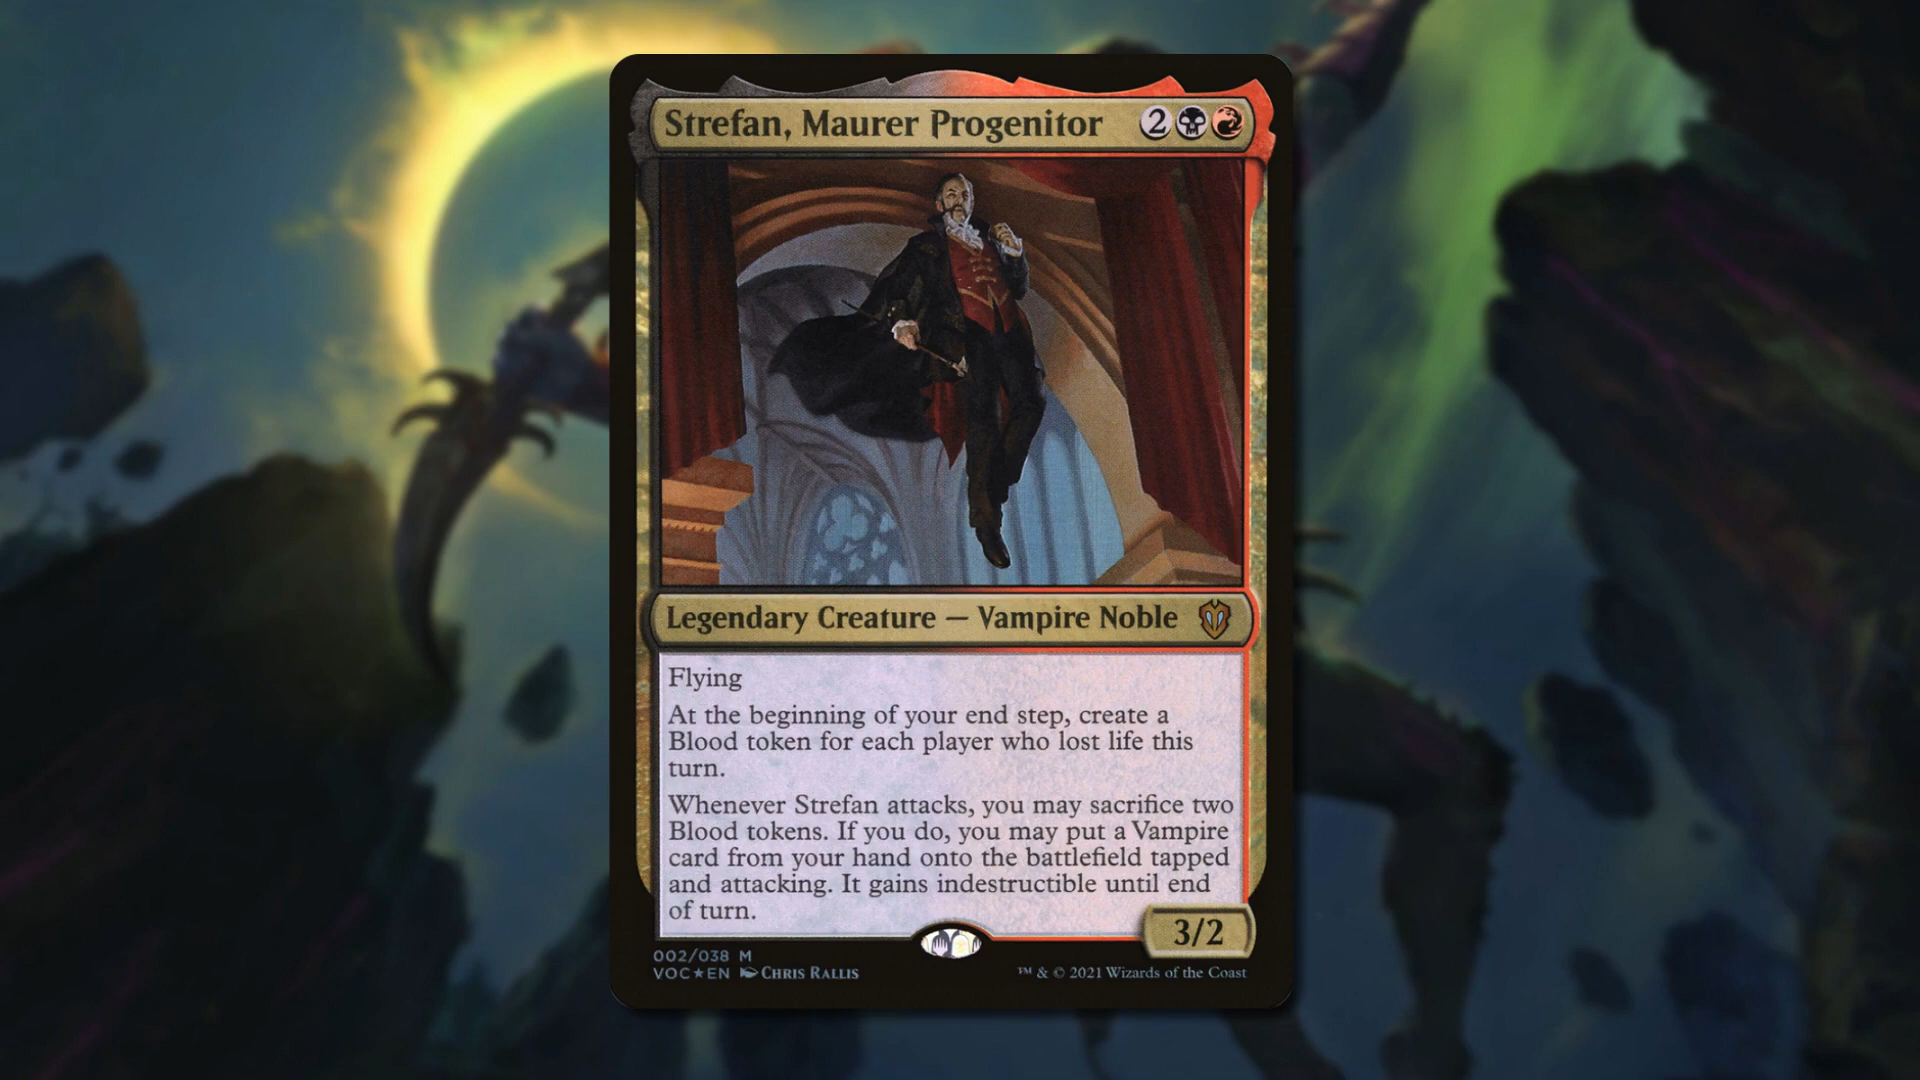 Strefan, Maurer Progenitor 2
Legendary Creature — Vampire Noble
Flying
At the beginning of your end step, create a
Blood token for each player who lost life this
turn.
Whenever Strefan attacks, you may sacrifice two
Blood tokens. If you do, you may put a Vampire
card from your hand onto the battlefield tapped
and attacking. It gains indestructible until end
of turn.
3/2
002/038 M
VOC★EN Chris Rallis
™ & © 2021 Wizards of the Coast